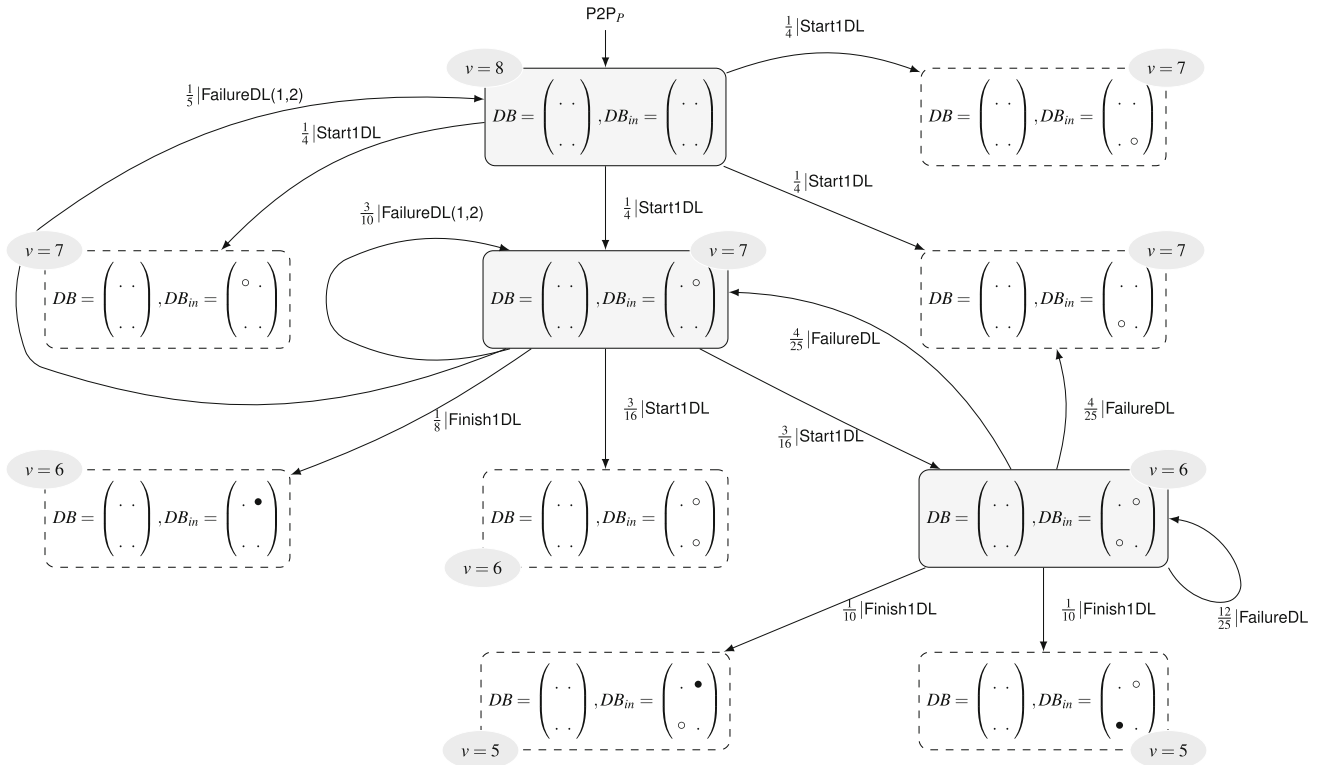 P2P_P
1/4|Start1DL
v = 8
v = 7
DB = (· · · ·), DB_in = (· · · ·)
DB = (· · · ·), DB_in = (· · · ○)
1/5|FailureDL(1,2)
1/4|Start1DL
1/4|Start1DL
1/4|Start1DL
3/10|FailureDL(1,2)
v = 7
v = 7
v = 7
DB = (· · · ·), DB_in = (○ · · ·)
DB = (· · · ·), DB_in = (· ○ · ·)
DB = (· · · ·), DB_in = (· · ○ ·)
4/25|FailureDL
1/8|Finish1DL
3/16|Start1DL
3/16|Start1DL
4/25|FailureDL
v = 6
v = 6
DB = (· · · ·), DB_in = (· ● · ·)
DB = (· · · ·), DB_in = (· ○ · ○)
DB = (· · · ·), DB_in = (· ○ ○ ·)
v = 6
1/10|Finish1DL
1/10|Finish1DL
12/25|FailureDL
DB = (· · · ·), DB_in = (· ● ○ ·)
DB = (· · · ·), DB_in = (· ○ ● ·)
v = 5
v = 5